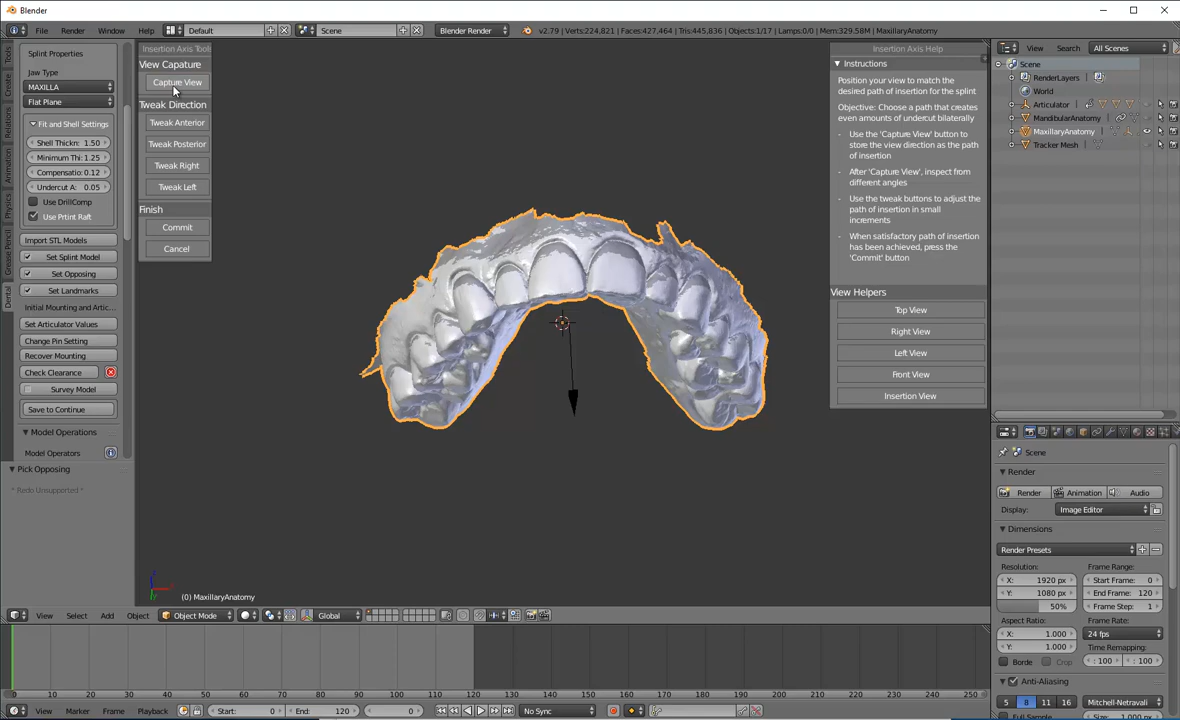 Blender
File Render Window Help Default Scene Blender Render v2.79 | Verts:224,821 | Faces:427,464 | Tris:445,836 | Objects:1/17 | Lamps:0/0 | Mem:329.58M | MaxillaryAnatomy
Tools
Create
Relations
Animation
Physics
Grease Pencil
Dental
Splint Properties
Jaw Type
MAXILLA
Flat Plane
Fit and Shell Settings
Shell Thickn: 1.50
Minimum Thi: 1.25
Compensatio: 0.12
Undercut A: 0.05
Use DrillComp
Use Print Raft
Import STL Models
Set Splint Model
Set Opposing
Set Landmarks
Initial Mounting and Artic...
Set Articulator Values
Change Pin Setting
Recover Mounting
Check Clearance
Survey Model
Save to Continue
Model Operations
Model Operators
Pick Opposing
* Redo Unsupported *
Insertion Axis Tools
View Capature
Capture View
Tweak Direction
Tweak Anterior
Tweak Posterior
Tweak Right
Tweak Left
Finish
Commit
Cancel
(0) MaxillaryAnatomy
Insertion Axis Help
Instructions
Position your view to match the
desired path of insertion for the splint
Objective: Choose a path that creates
even amounts of undercut bilaterally
- Use the 'Capture View' button to
store the view direction as the path
of insertion
- After 'Capture View', inspect from
different angles
- Use the tweak buttons to adjust the
path of insertion in small
increments
- When satisfactory path of insertion
has been achieved, press the
'Commit' button
View Helpers
Top View
Right View
Left View
Front View
Insertion View
View Search All Scenes
Scene
RenderLayers
World
Articulator
MandibularAnatomy
MaxillaryAnatomy
Tracker Mesh
Scene
Render
Render Animation Audio
Display: Image Editor
Dimensions
Render Presets
Resolution: Frame Range:
X: 1920 px Start Frame: 0
Y: 1080 px End Frame: 120
50% Frame Step: 1
Aspect Ratio: Frame Rate:
X: 1.000 24 fps
Y: 1.000 Time Remapping:
Borde Crop : 100 : 100
Anti-Aliasing
5 8 11 16 Mitchell-Netravali
Full Sample Size: 1.000 px
View Select Add Object Object Mode Global
0 10 20 30 40 50 60 70 80 90 100 110 120 130 140 150 160 170 180 190 200 210 220 230 240 250
View Marker Frame Playback Start: 0 End: 120 0 No Sync